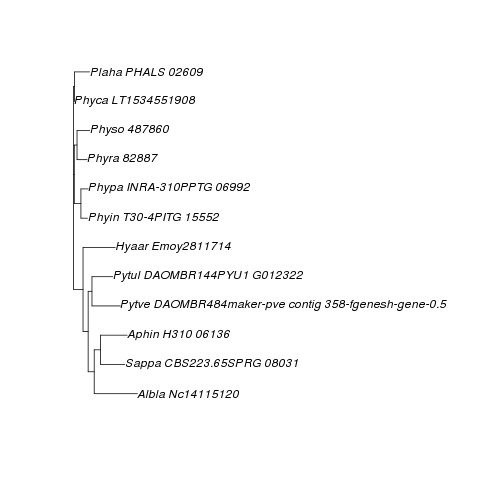 Plaha PHALS 02609
Phyca LT1534551908
Physo 487860
Phyra 82887
Phypa INRA-310PPTG 06992
Phyin T30-4PITG 15552
Hyaar Emoy2811714
Pytul DAOMBR144PYU1 G012322
Pytve DAOMBR484maker-pve contig 358-fgenesh-gene-0.5
Aphin H310 06136
Sappa CBS223.65SPRG 08031
Albla Nc14115120